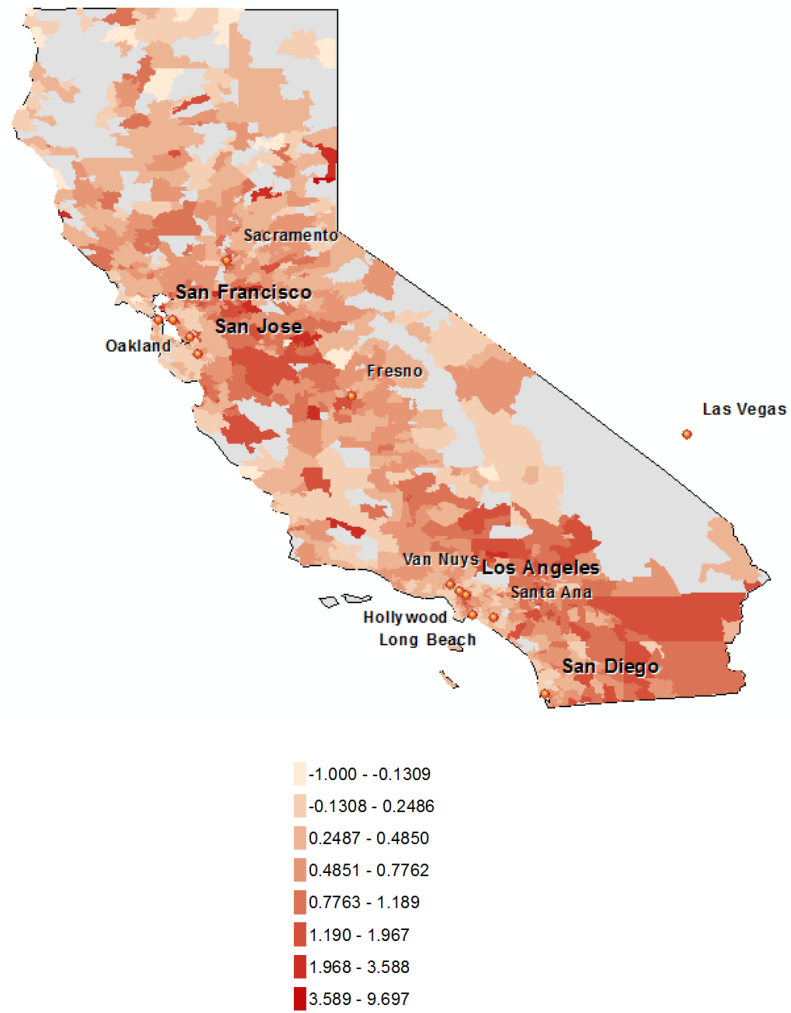 Sacramento
San Francisco
San Jose
Oakland
Fresno
Las Vegas
Van Nuys
Los Angeles
Santa Ana
Hollywood
Long Beach
San Diego
-1.000 - -0.1309
-0.1308 - 0.2486
0.2487 - 0.4850
0.4851 - 0.7762
0.7763 - 1.189
1.190 - 1.967
1.968 - 3.588
3.589 - 9.697